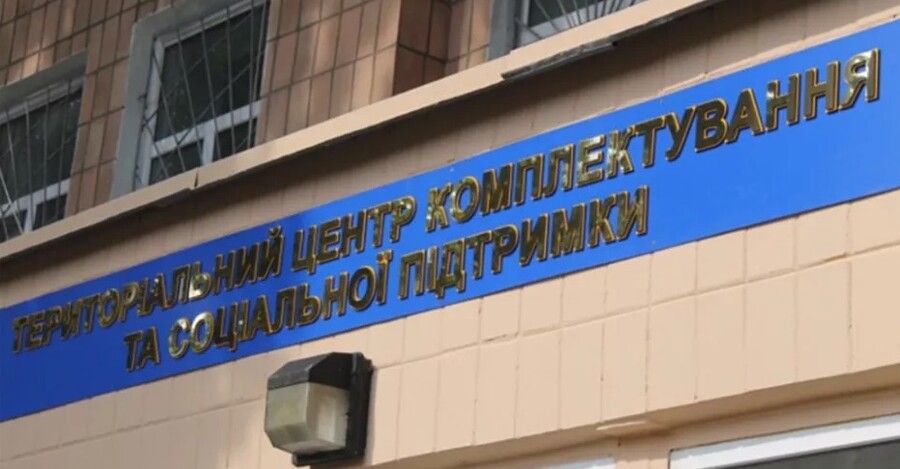 ТЕРИТОРІАЛЬНИЙ ЦЕНТР КОМПЛЕКТУВАННЯ
ТА СОЦІАЛЬНОЇ ПІДТРИМКИ